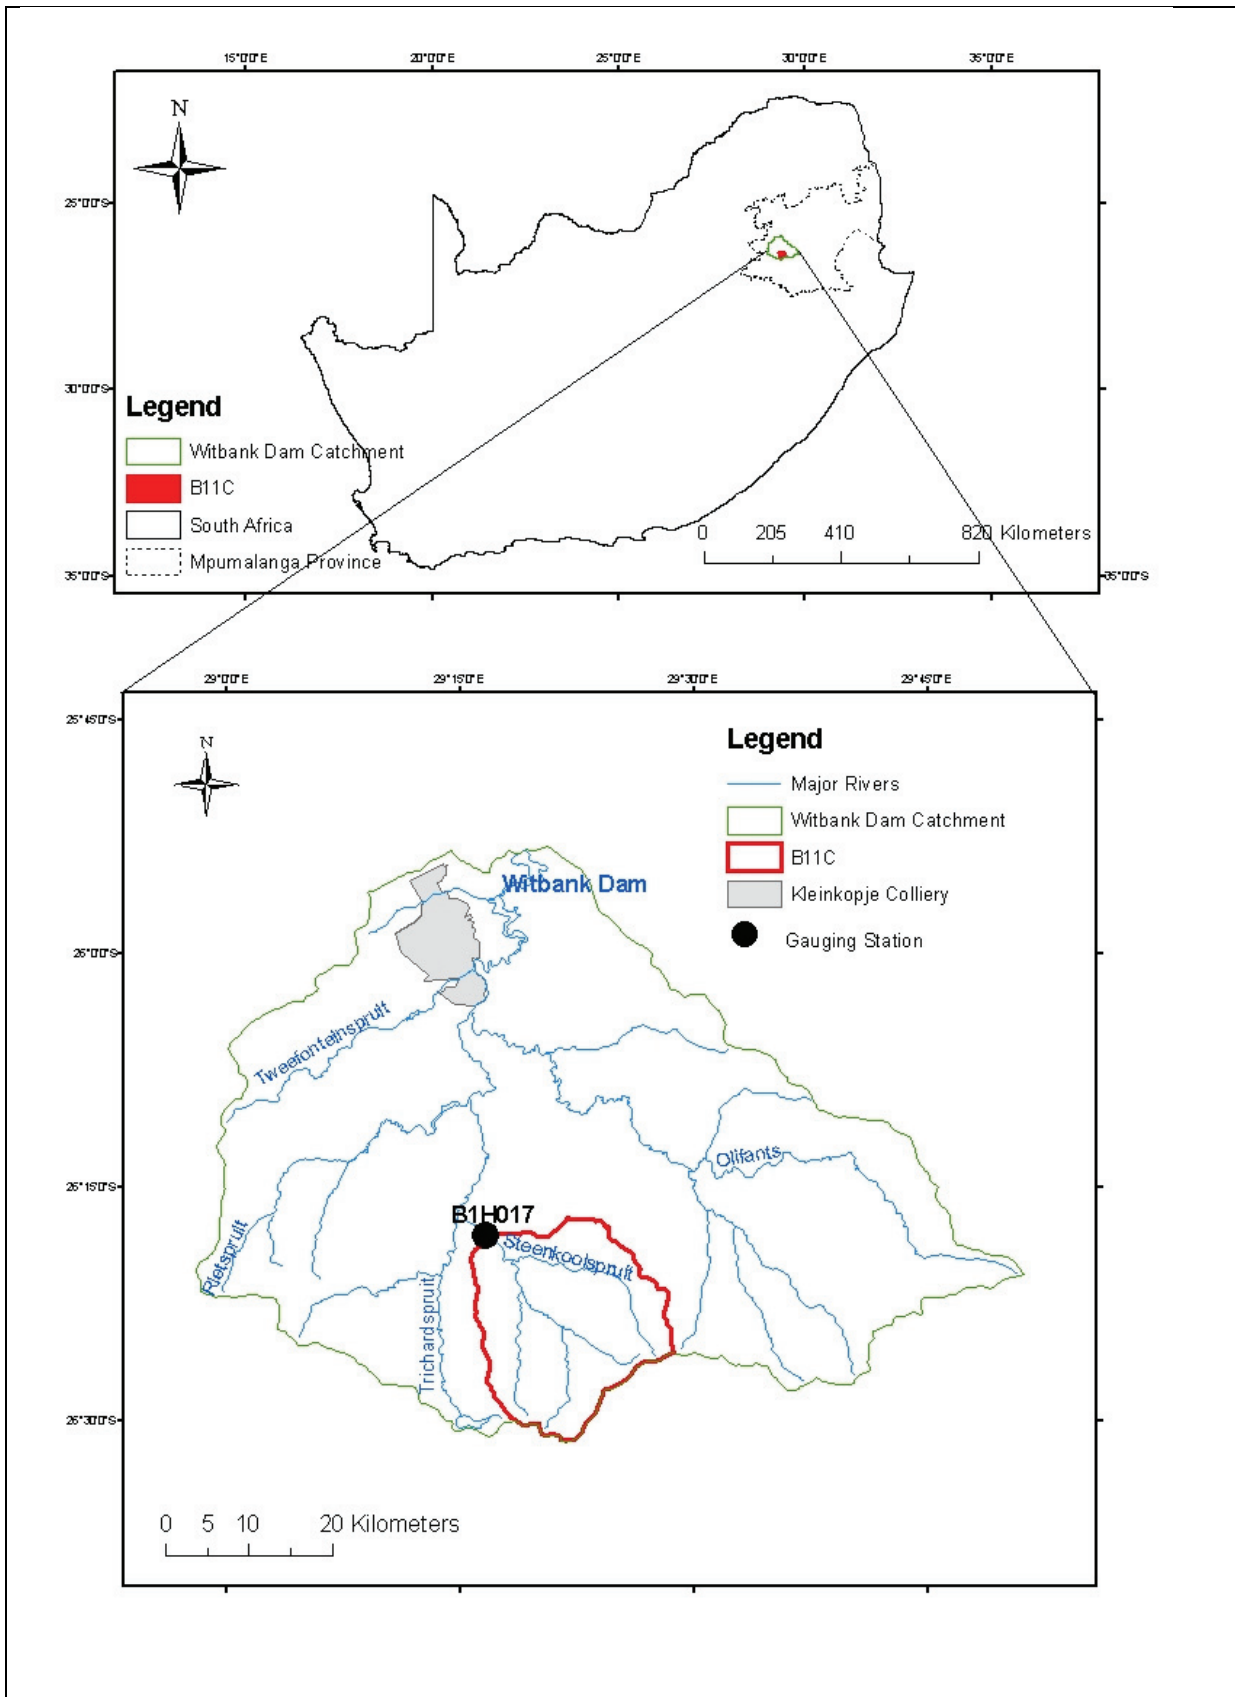 15°0'0"E 20°0'0"E 25°0'0"E 30°0'0"E 35°0'0"E
N
25°0'0"S
30°0'0"S
Legend
Witbank Dam Catchment
B11C
South Africa
Mpumalanga Province
0 205 410 820 Kilometers
35°0'0"S 35°0'0"S
29°0'0"E 29°15'0"E 29°30'0"E 29°45'0"E
25°45'0"S
N
Legend
Major Rivers
Witbank Dam Catchment
B11C
Kleinkopje Colliery
Gauging Station
Witbank Dam
26°0'0"S
Tweefonteinspruit
Olifants
26°15'0"S
B1H017
Steenkoolspruit
Rietspruit
Trichardspruit
26°30'0"S
0 5 10 20 Kilometers